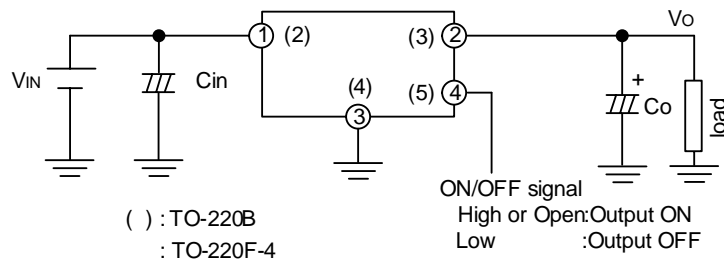 Vo
1 (2) (3) 2
VIN Cin (4) (5) 4 + Co load
3
ON/OFF signal
( ) : TO-220B High or Open:Output ON
: TO-220F-4 Low :Output OFF